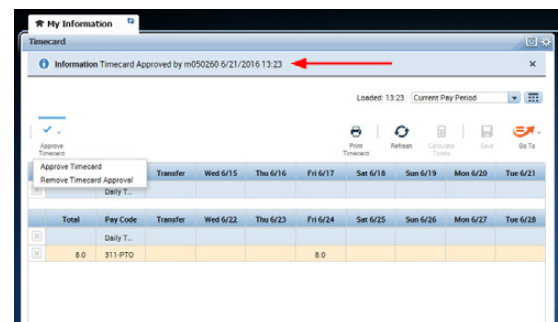 My Information
Timecard
Information Timecard Approved by m050260 6/21/2016 13:23
Loaded: 13:23 Current Pay Period
Approve Timecard
Print Timecard
Refresh
Calculate Totals
Save
Go To
Approve Timecard
Remove Timecard Approval
Transfer Wed 6/15 Thu 6/16 Fri 6/17 Sat 6/18 Sun 6/19 Mon 6/20 Tue 6/21
Daily T...
Total Pay Code Transfer Wed 6/22 Thu 6/23 Fri 6/24 Sat 6/25 Sun 6/26 Mon 6/27 Tue 6/28
Daily T...
8.0 311-PTO 8.0